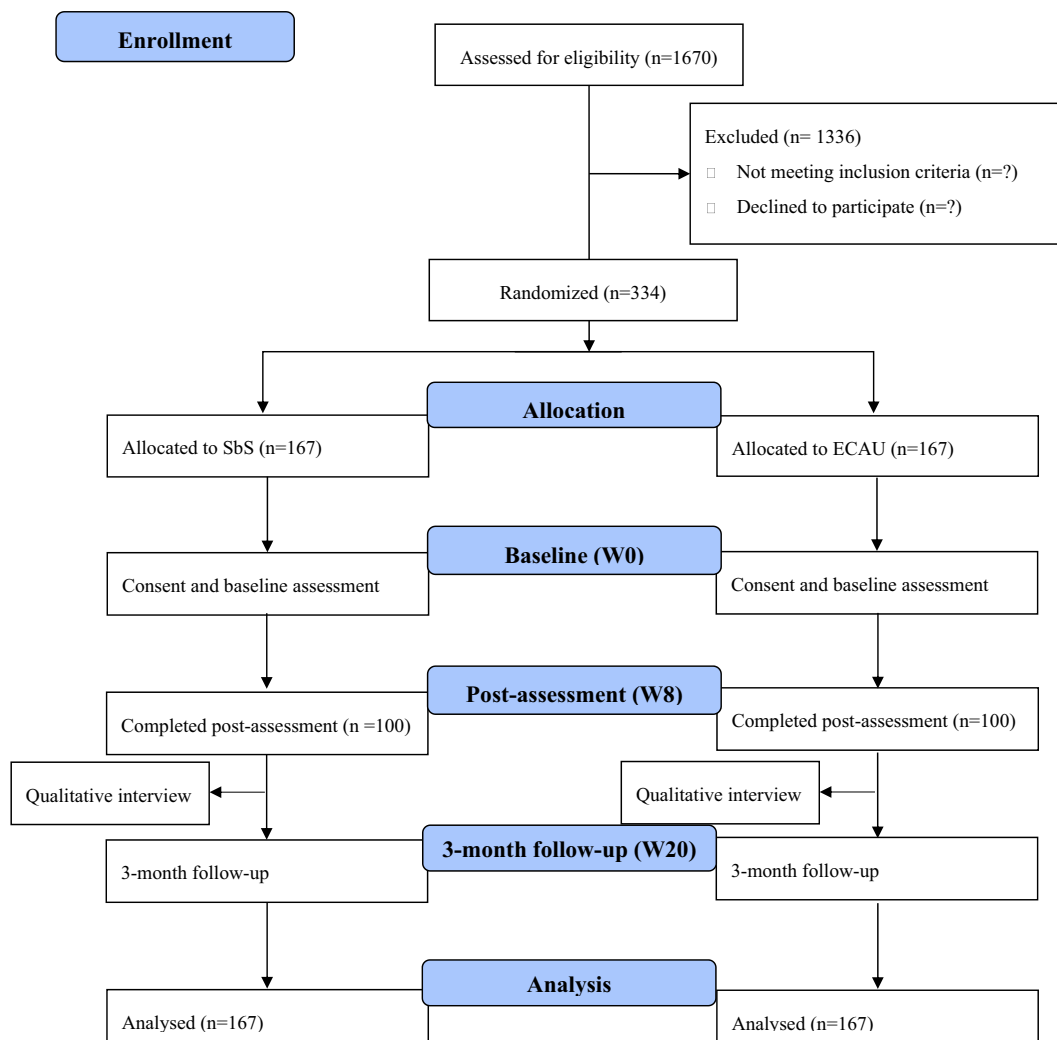 Enrollment
Assessed for eligibility (n=1670)
Excluded (n= 1336)
Not meeting inclusion criteria (n=?)
Declined to participate (n=?)
Randomized (n=334)
Allocation
Allocated to SbS (n=167)
Allocated to ECAU (n=167)
Baseline (W0)
Consent and baseline assessment
Consent and baseline assessment
Post-assessment (W8)
Completed post-assessment (n =100)
Completed post-assessment (n=100)
Qualitative interview
Qualitative interview
3-month follow-up (W20)
3-month follow-up
3-month follow-up
Analysis
Analysed (n=167)
Analysed (n=167)